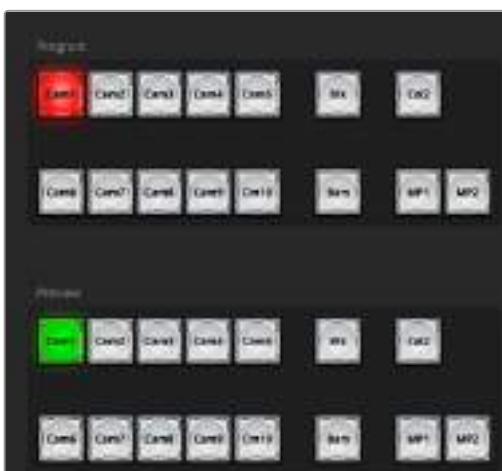 Program
Cam1 Cam2 Cam3 Cam4 Cam5 Blk Col2
Cam6 Cam7 Cam8 Cam9 Cm10 Bars MP1 MP2
Preview
Cam1 Cam2 Cam3 Cam4 Cam5 Blk Col2
Cam6 Cam7 Cam8 Cam9 Cm10 Bars MP1 MP2